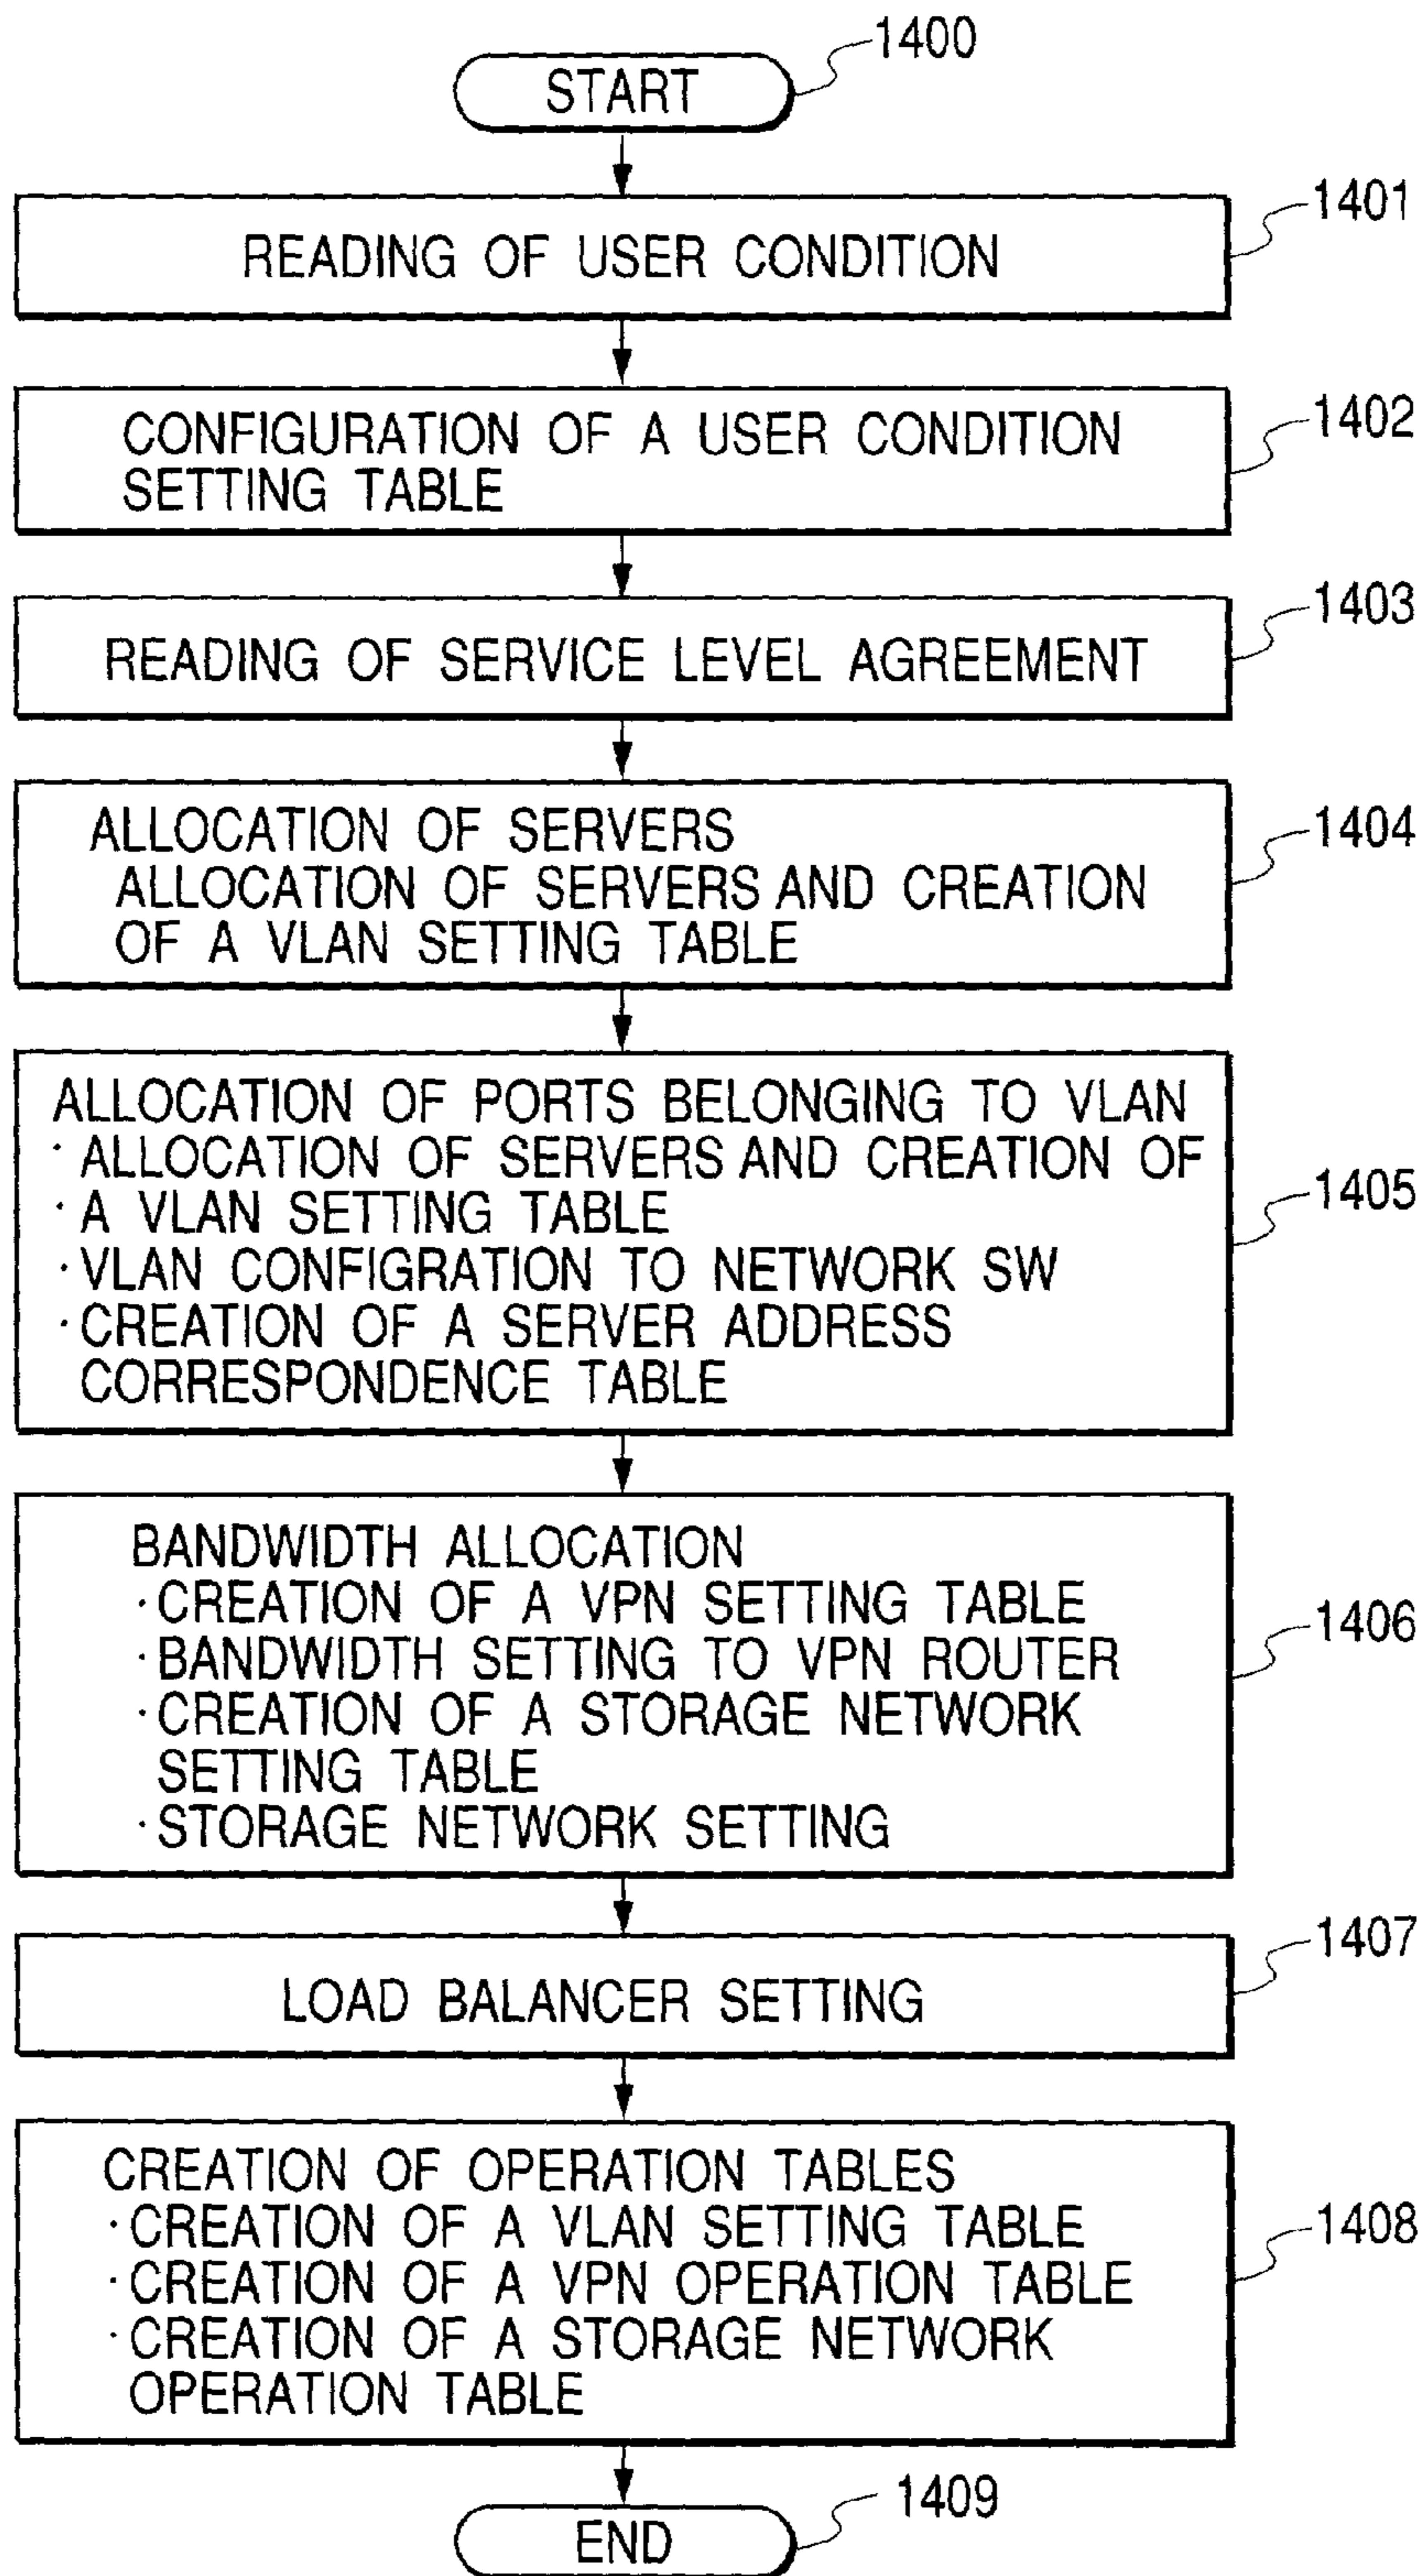 1400
START
1401
READING OF USER CONDITION
1402
CONFIGURATION OF A USER CONDITION
SETTING TABLE
1403
READING OF SERVICE LEVEL AGREEMENT
1404
ALLOCATION OF SERVERS
ALLOCATION OF SERVERS AND CREATION
OF A VLAN SETTING TABLE
1405
ALLOCATION OF PORTS BELONGING TO VLAN
· ALLOCATION OF SERVERS AND CREATION OF
· A VLAN SETTING TABLE
· VLAN CONFIGRATION TO NETWORK SW
· CREATION OF A SERVER ADDRESS
CORRESPONDENCE TABLE
1406
BANDWIDTH ALLOCATION
· CREATION OF A VPN SETTING TABLE
· BANDWIDTH SETTING TO VPN ROUTER
· CREATION OF A STORAGE NETWORK
SETTING TABLE
· STORAGE NETWORK SETTING
1407
LOAD BALANCER SETTING
1408
CREATION OF OPERATION TABLES
· CREATION OF A VLAN SETTING TABLE
· CREATION OF A VPN OPERATION TABLE
· CREATION OF A STORAGE NETWORK
OPERATION TABLE
1409
END